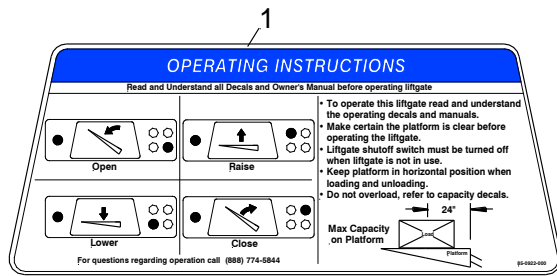 1
OPERATING INSTRUCTIONS
Read and Understand all Decals and Owner's Manual before operating liftgate
Open
Raise
Lower
Close
For questions regarding operation call (888) 774-5844
• To operate this liftgate read and understand
the operating decals and manuals.
• Make certain the platform is clear before
operating the liftgate.
• Liftgate shutoff switch must be turned off
when liftgate is not in use.
• Keep platform in horizontal position when
loading and unloading.
• Do not overload, refer to capacity decals.
24"
Max Capacity
on Platform
Load
Platform
05-0922-000